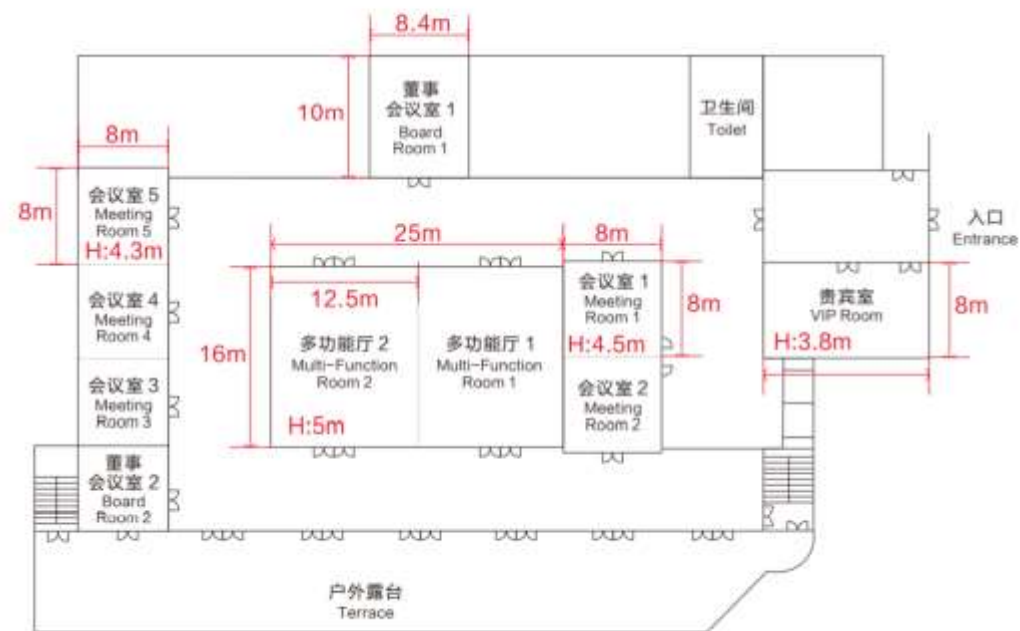 8.4m
10m
董事
会议室 1
Board
Room 1
卫生间
Toilet
8m
8m
会议室 5
Meeting
Room 5
H:4.3m
入口
Entrance
25m
8m
12.5m
16m
会议室 1
Meeting
Room 1
H:4.5m
8m
贵宾室
VIP Room
H:3.8m
8m
会议室 4
Meeting
Room 4
多功能厅 2
Multi-Function
Room 2
H:5m
多功能厅 1
Multi-Function
Room 1
会议室 2
Meeting
Room 2
会议室 3
Meeting
Room 3
董事
会议室 2
Board
Room 2
户外露台
Terrace